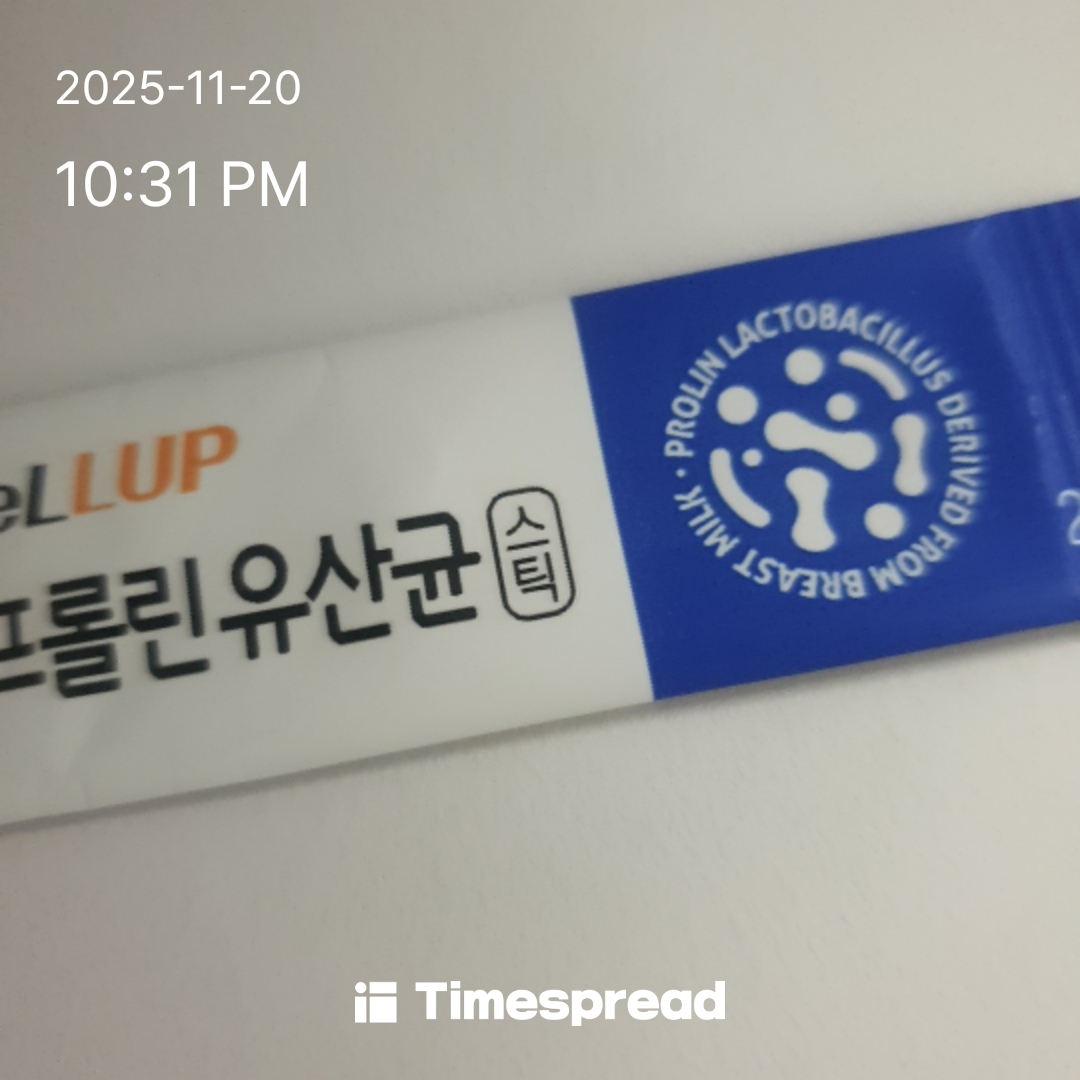 2025-11-20
10:31 PM
eLLUP
프롤린유산균 스틱
PROLIN LACTOBACILLUS DERIVED FROM BREAST MILK •
2
Timespread